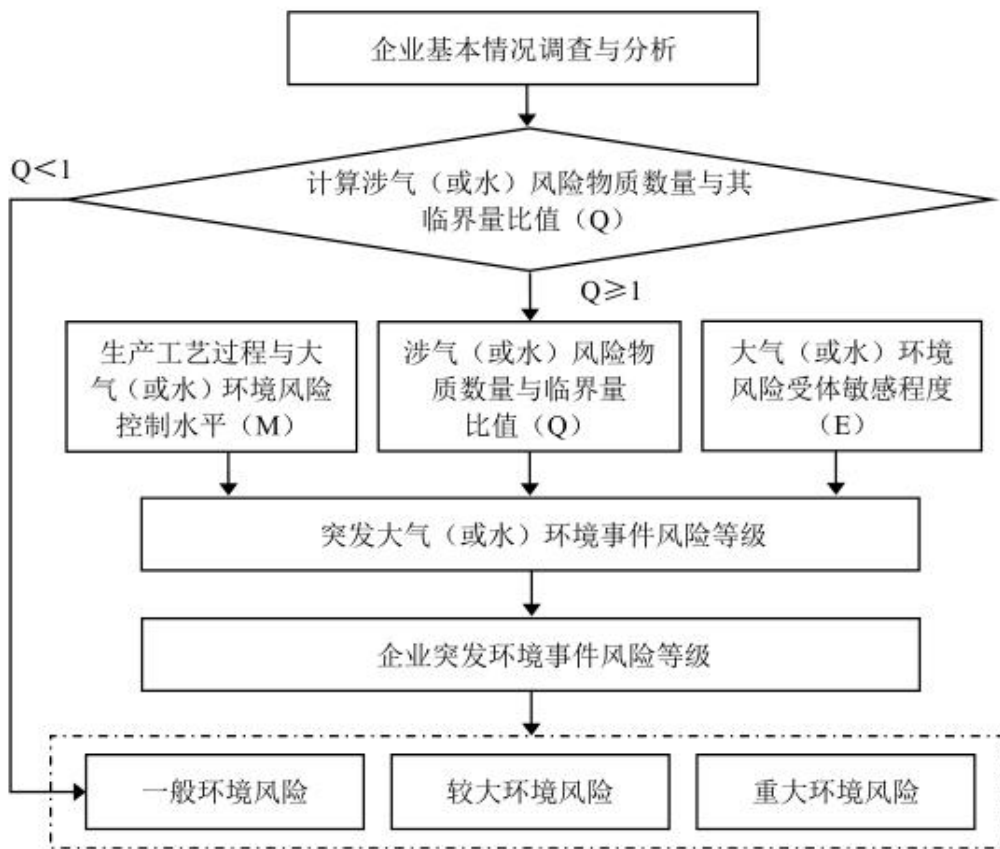 企业基本情况调查与分析
Q＜1
计算涉气（或水）风险物质数量与其
临界量比值（Q）
Q≥1
生产工艺过程与大
气（或水）环境风险
控制水平（M）
涉气（或水）风险物
质数量与临界量
比值（Q）
大气（或水）环境
风险受体敏感程度
（E）
突发大气（或水）环境事件风险等级
企业突发环境事件风险等级
一般环境风险
较大环境风险
重大环境风险